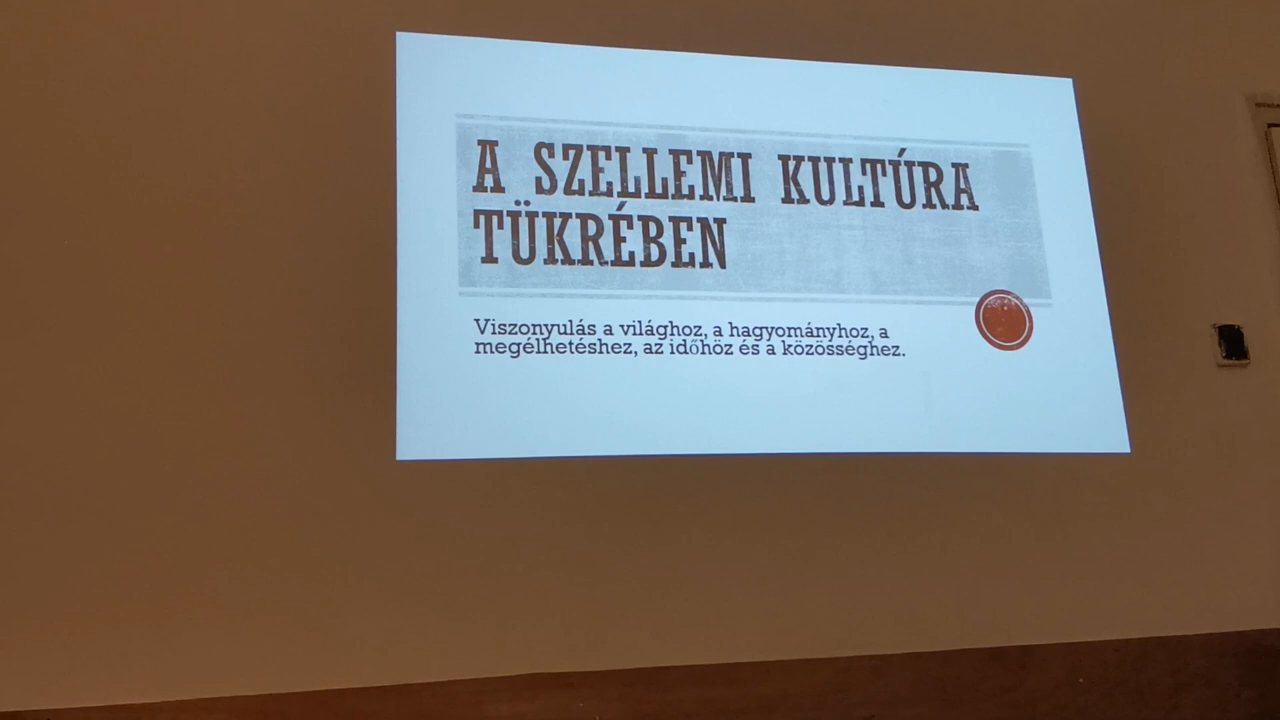 A SZELLEMI KULTÚRA
TÜKRÉBEN
Viszonyulás a világhoz, a hagyományhoz, a
megélhetéshez, az időhöz és a közösséghez.